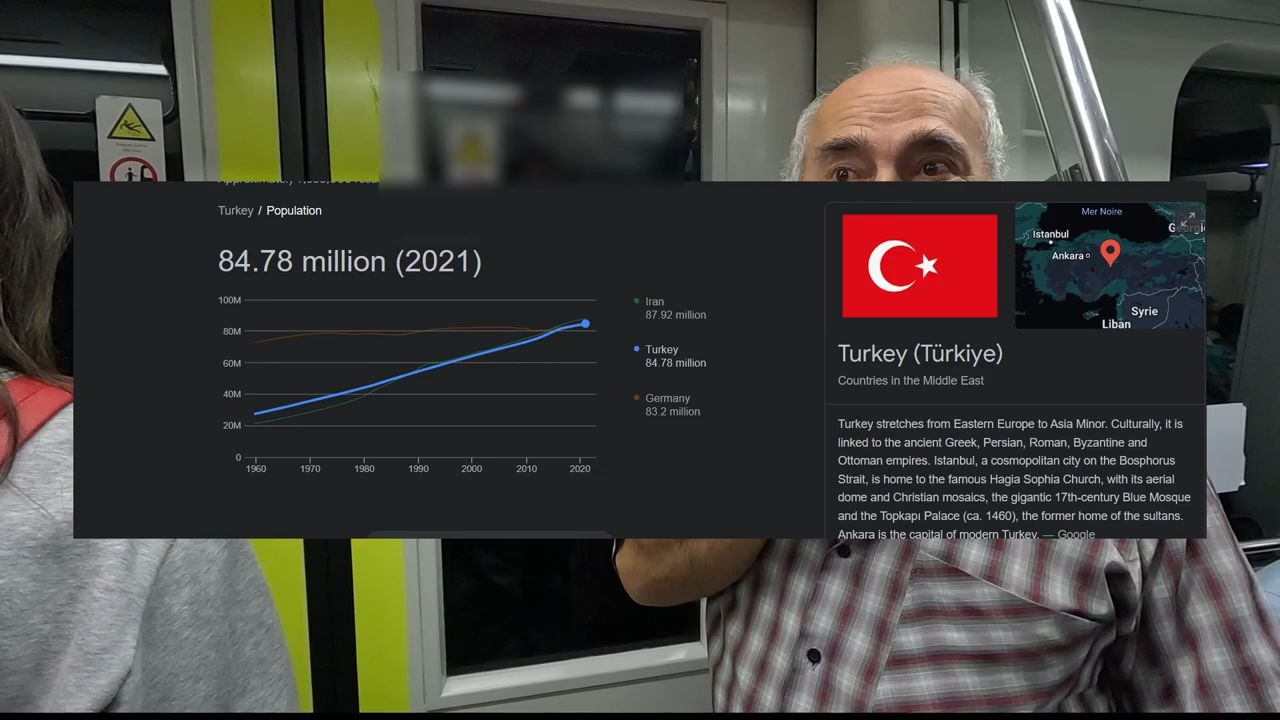 Turkey / Population
84.78 million (2021)
100M
80M
60M
40M
20M
0
1960
1970
1980
1990
2000
2010
2020
Iran
87.92 million
Turkey
84.78 million
Germany
83.2 million
Mer Noire
Istanbul
Ankara
Syrie
Liban
Turkey (Türkiye)
Countries in the Middle East
Turkey stretches from Eastern Europe to Asia Minor. Culturally, it is
linked to the ancient Greek, Persian, Roman, Byzantine and
Ottoman empires. Istanbul, a cosmopolitan city on the Bosphorus
Strait, is home to the famous Hagia Sophia Church, with its aerial
dome and Christian mosaics, the gigantic 17th-century Blue Mosque
and the Topkapı Palace (ca. 1460), the former home of the sultans.
Ankara is the capital of modern Turkey. — Google